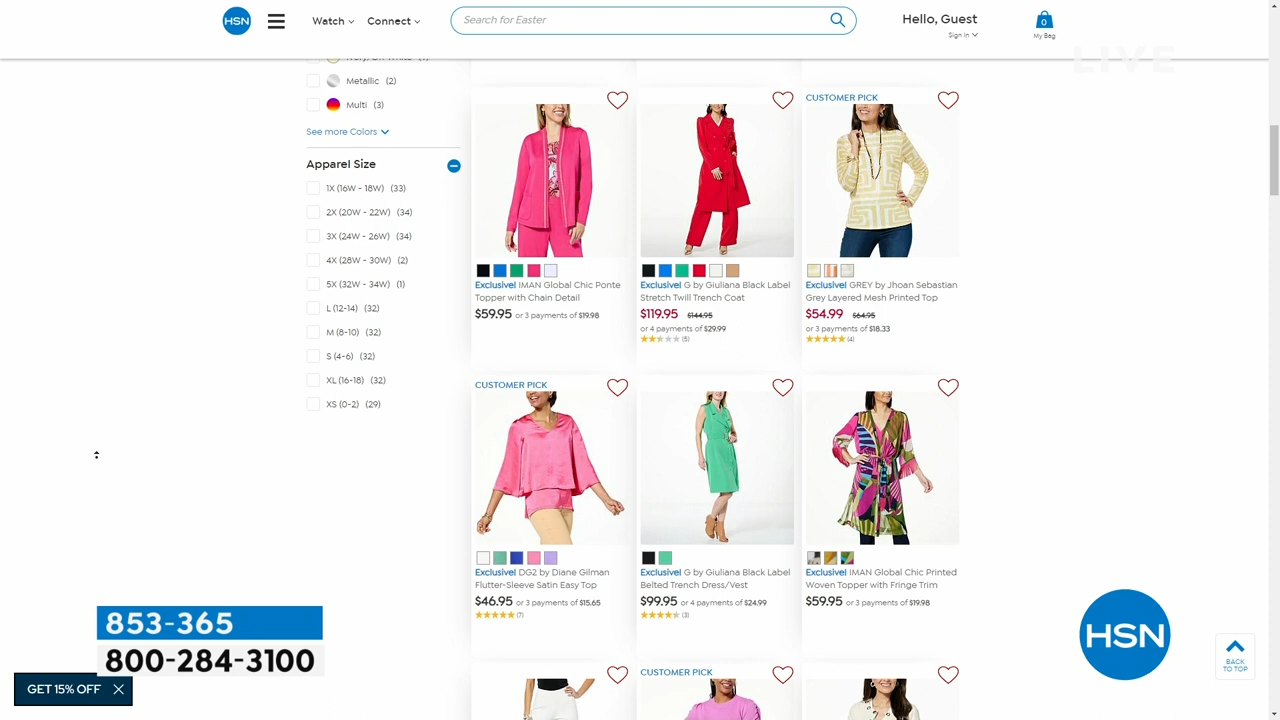 HSN
Watch
Connect
Search for Easter
Hello, Guest
Sign In
0
My Bag
LIVE
Metallic (2)
Multi (3)
See more Colors
Apparel Size
1X (16W - 18W) (33)
2X (20W - 22W) (34)
3X (24W - 26W) (34)
4X (28W - 30W) (2)
5X (32W - 34W) (1)
L (12-14) (32)
M (8-10) (32)
S (4-6) (32)
XL (16-18) (32)
XS (0-2) (29)
Exclusive! IMAN Global Chic Ponte
Topper with Chain Detail
$59.95 or 3 payments of $19.98
Exclusive! G by Giuliana Black Label
Stretch Twill Trench Coat
$119.95 $144.95
or 4 payments of $29.99
(5)
CUSTOMER PICK
Exclusive! GREY by Jhoan Sebastian
Grey Layered Mesh Printed Top
$54.99 $64.95
or 3 payments of $18.33
(4)
CUSTOMER PICK
Exclusive! DG2 by Diane Gilman
Flutter-Sleeve Satin Easy Top
$46.95 or 3 payments of $15.65
(7)
Exclusive! G by Giuliana Black Label
Belted Trench Dress/Vest
$99.95 or 4 payments of $24.99
(3)
Exclusive! IMAN Global Chic Printed
Woven Topper with Fringe Trim
$59.95 or 3 payments of $19.98
CUSTOMER PICK
853-365
800-284-3100
GET 15% OFF
HSN
BACK
TO TOP